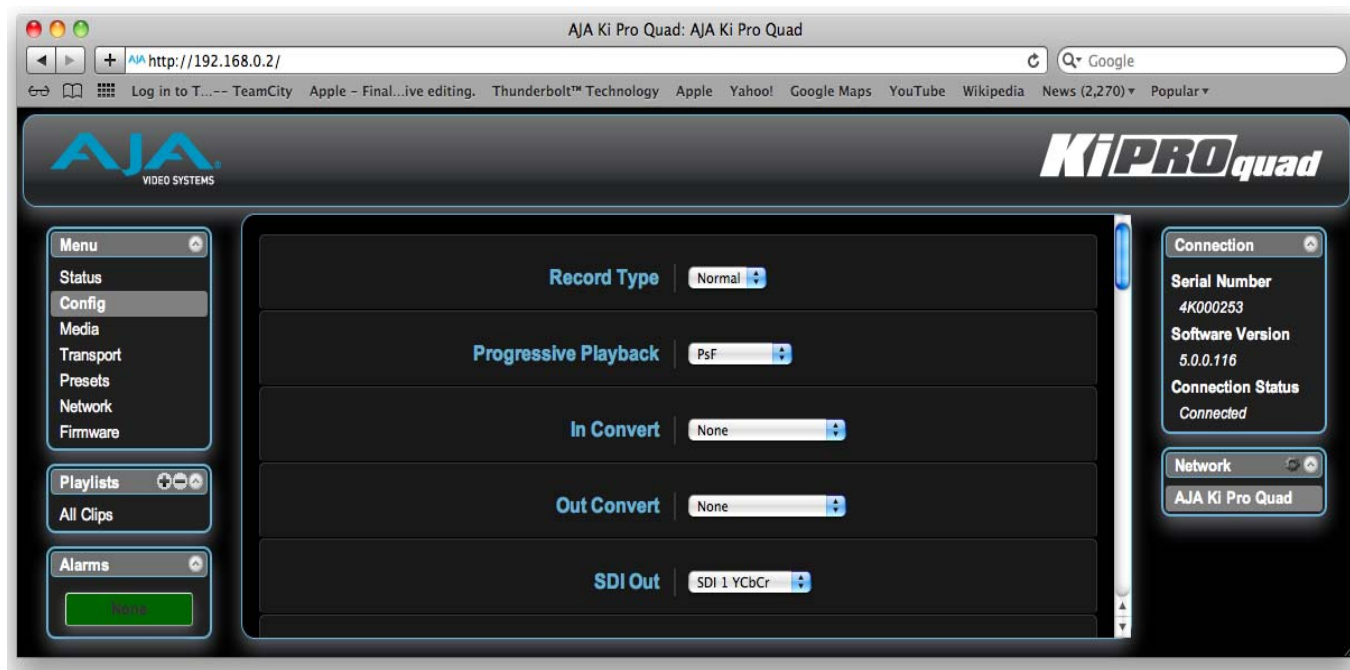 AJA Ki Pro Quad: AJA Ki Pro Quad
AJA http://192.168.0.2/
Google
Log in to T...-- TeamCity Apple - Final...ive editing. Thunderbolt™ Technology Apple Yahoo! Google Maps YouTube Wikipedia News (2,270) Popular
AJA
VIDEO SYSTEMS
KiPRO quad
Menu
Status
Config
Media
Transport
Presets
Network
Firmware
Playlists
All Clips
Alarms
None
Record Type Normal
Progressive Playback PsF
In Convert None
Out Convert None
SDI Out SDI 1 YCbCr
Connection
Serial Number
4K000253
Software Version
5.0.0.116
Connection Status
Connected
Network
AJA Ki Pro Quad